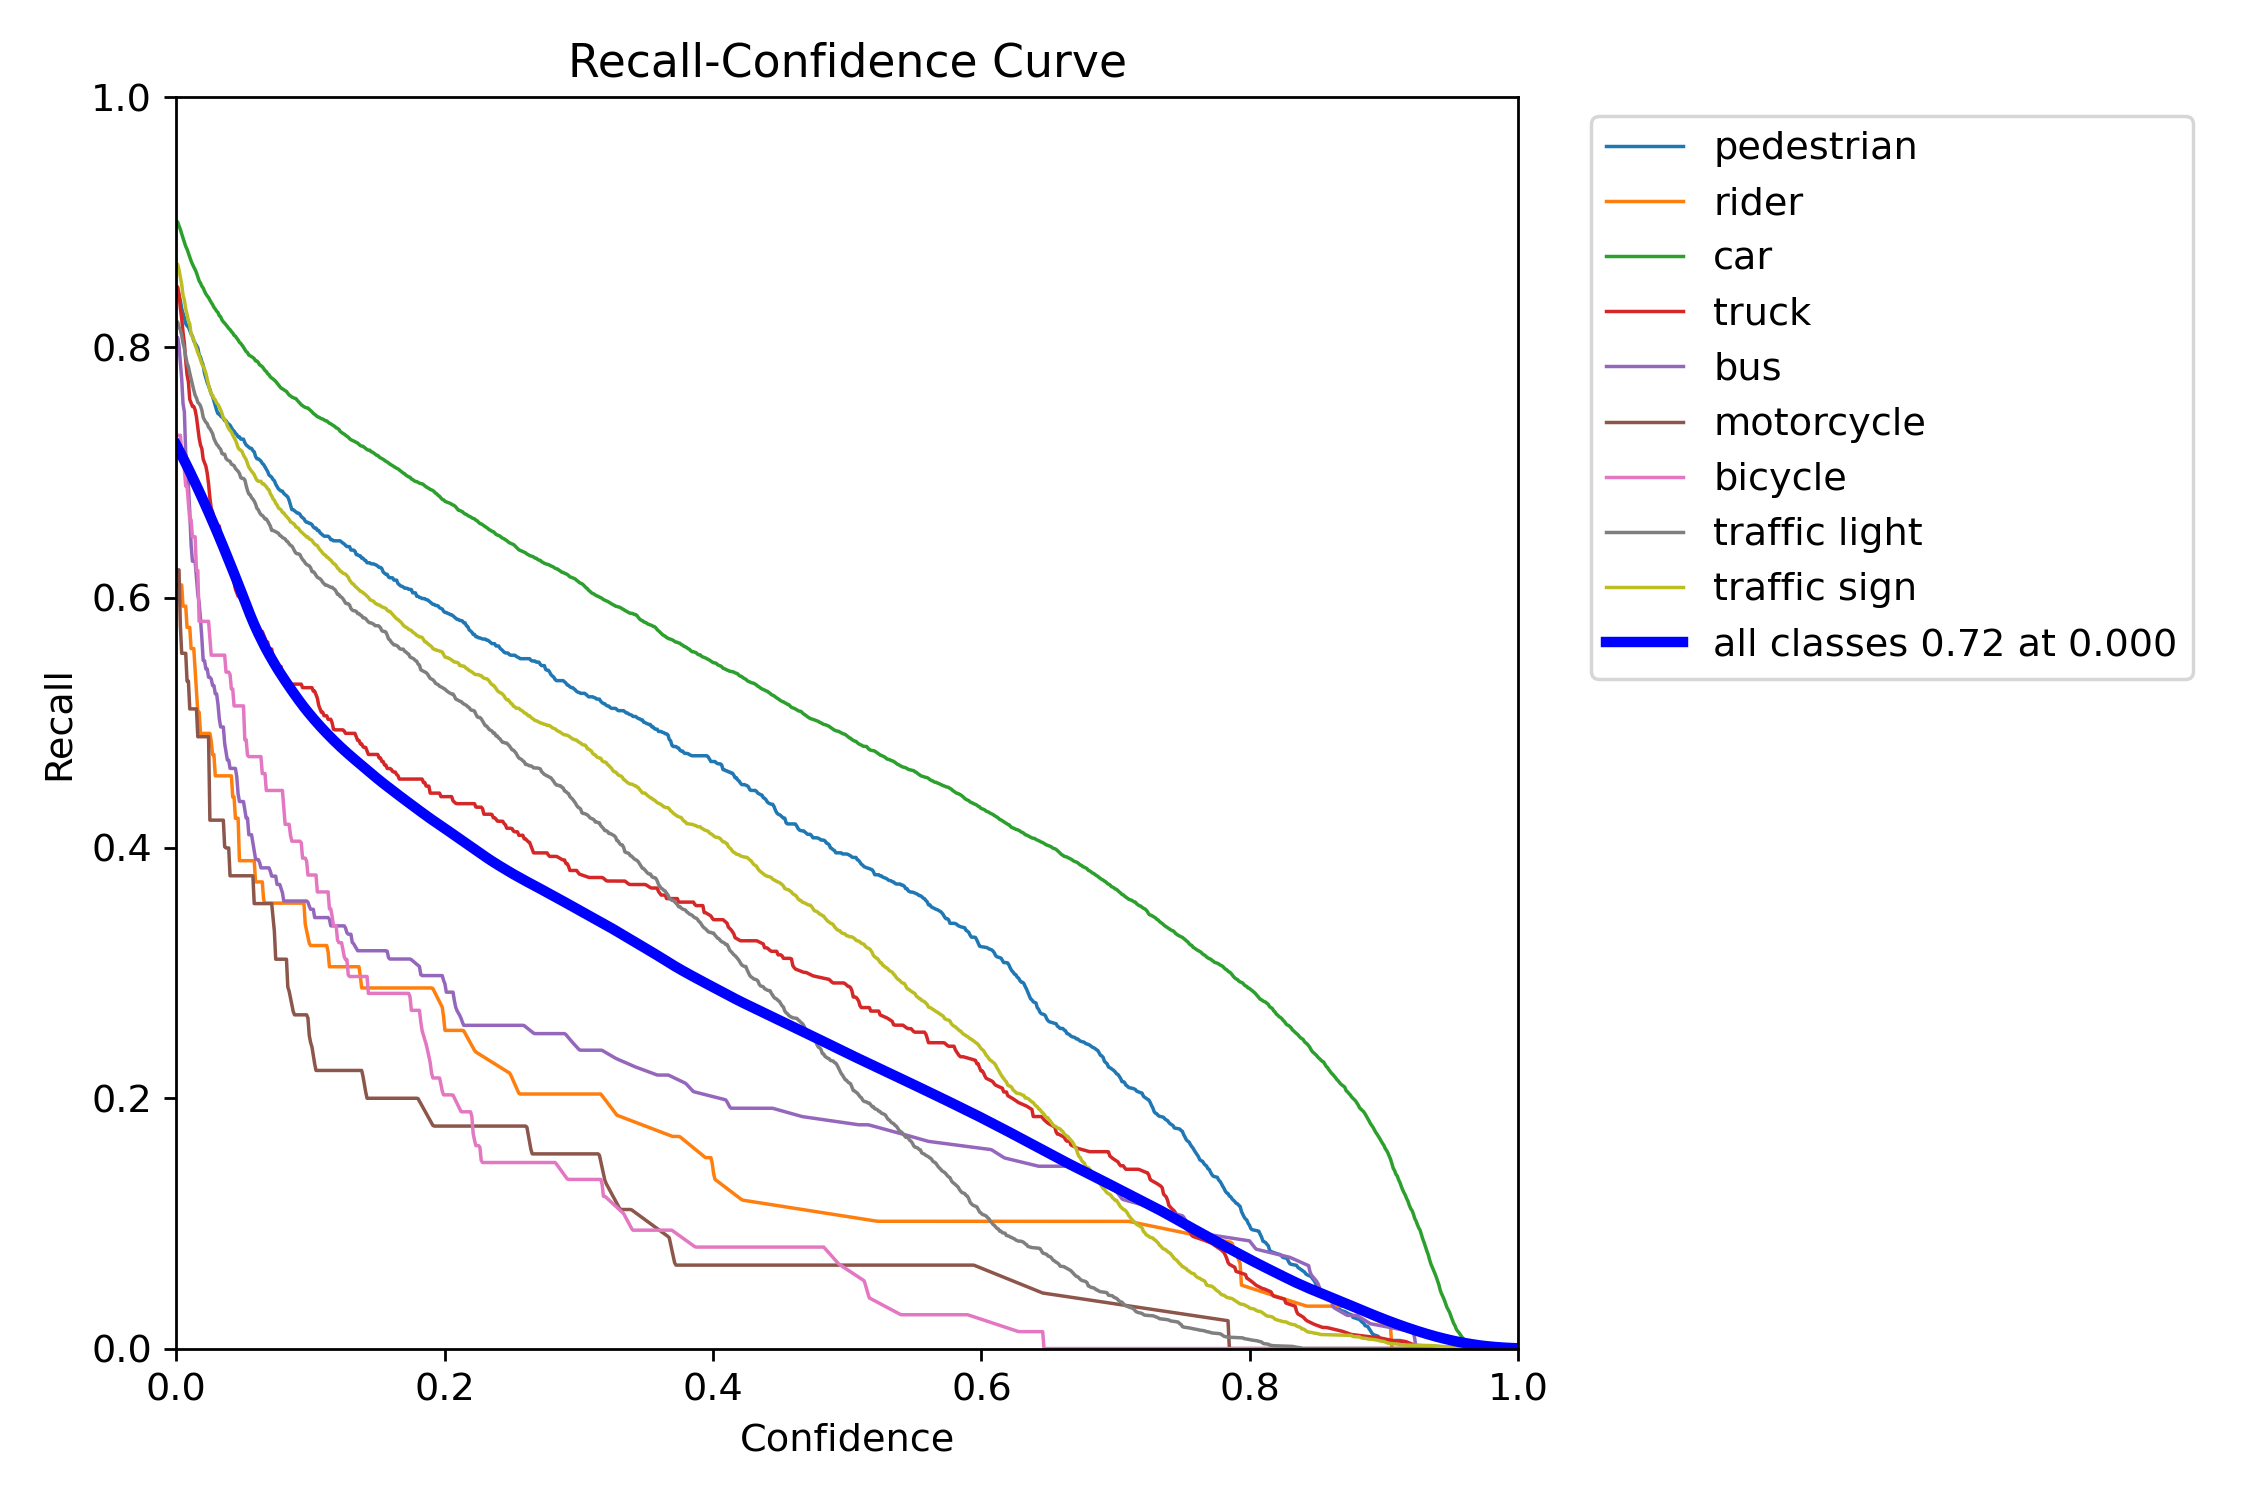 Recall-Confidence Curve
1.0
0.8
0.6
0.4
0.2
0.0
Recall
0.0 0.2 0.4 0.6 0.8 1.0
Confidence
pedestrian
rider
car
truck
bus
motorcycle
bicycle
traffic light
traffic sign
all classes 0.72 at 0.000